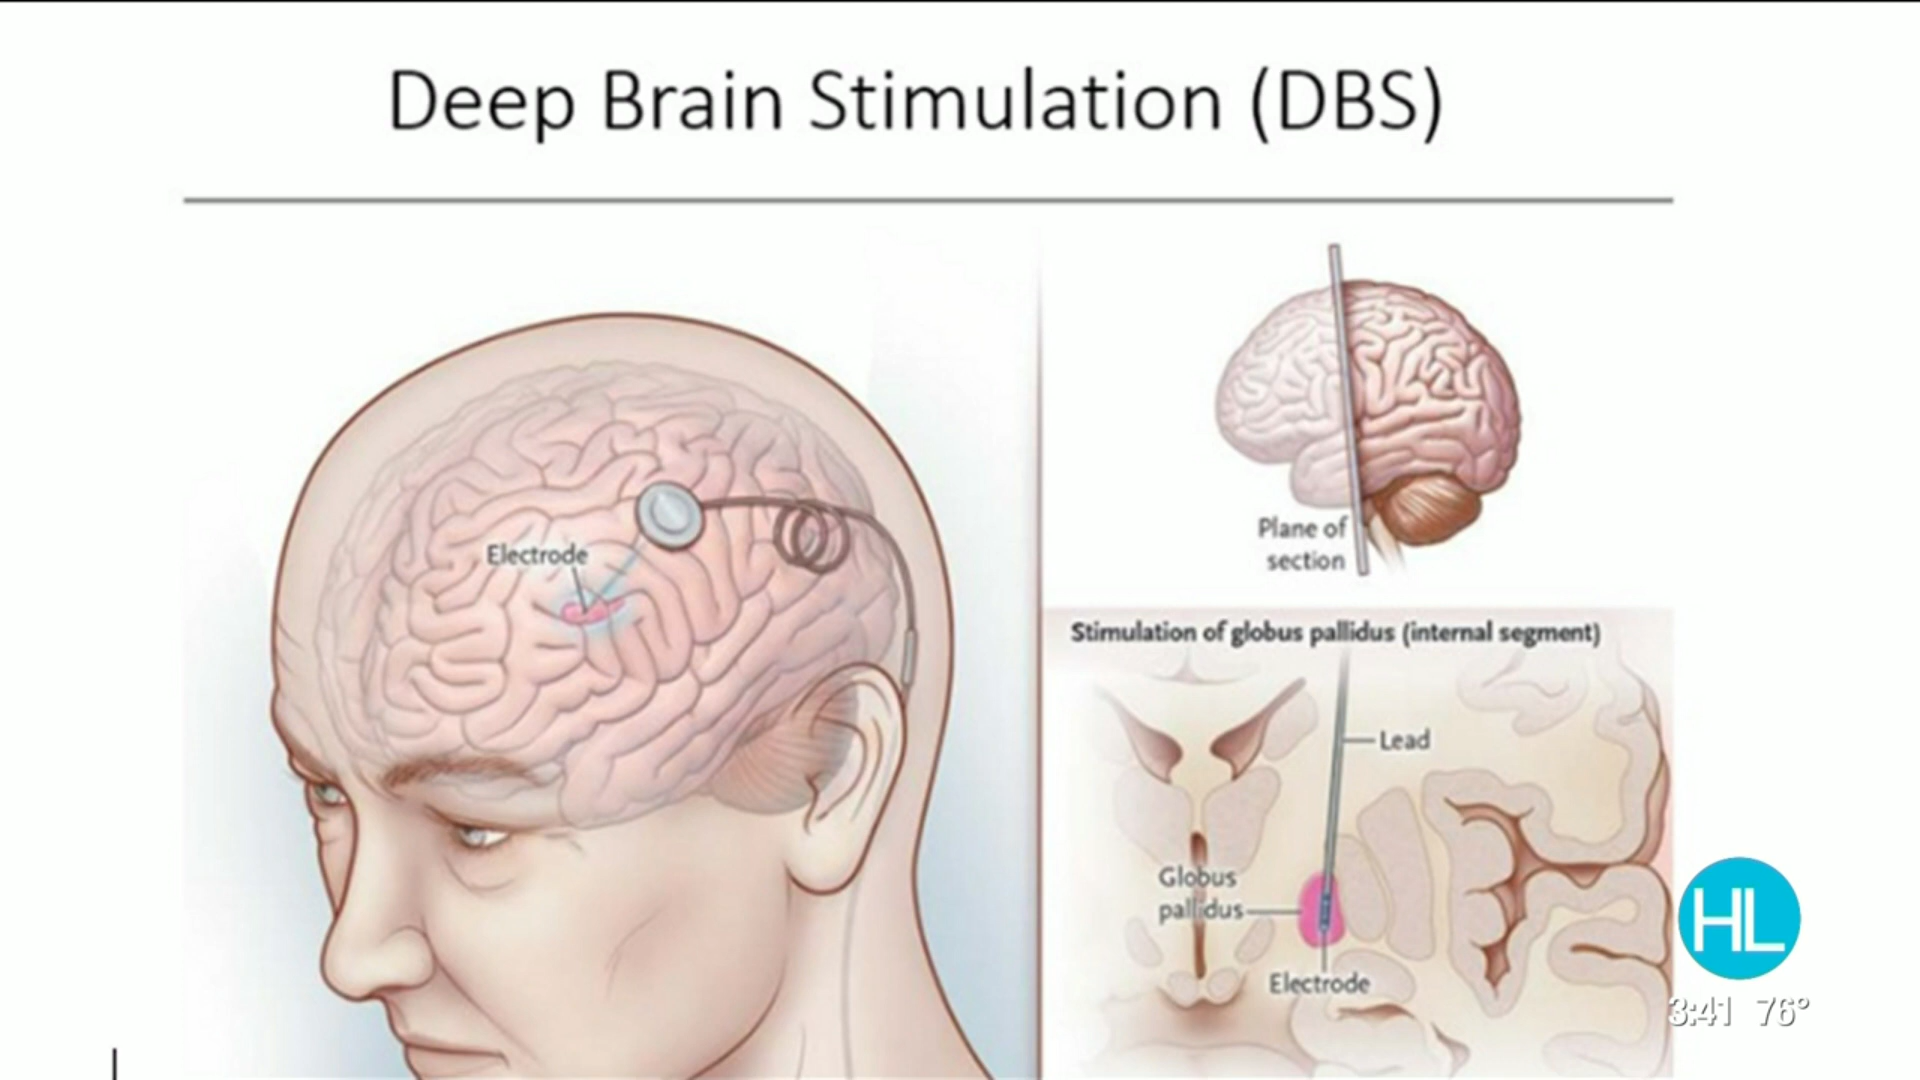 Deep Brain Stimulation (DBS)
Electrode
Plane of
section
Stimulation of globus pallidus (internal segment)
Lead
Globus
pallidus
Electrode
HL
3:41 76°